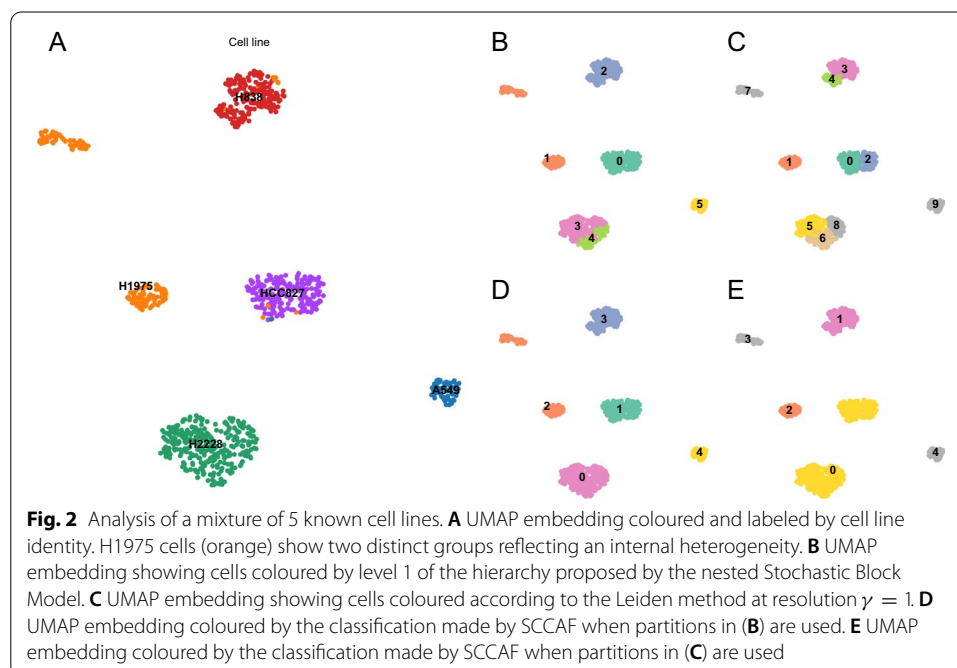 A
Cell line
H838
H1975
HCC827
A549
H2228
B
2
1
0
5
3
4
C
3
4
7
1
0
2
9
5
8
6
D
3
2
1
4
0
E
1
3
2
4
0
Fig. 2 Analysis of a mixture of 5 known cell lines. A UMAP embedding coloured and labeled by cell line
identity. H1975 cells (orange) show two distinct groups reflecting an internal heterogeneity. B UMAP
embedding showing cells coloured by level 1 of the hierarchy proposed by the nested Stochastic Block
Model. C UMAP embedding showing cells coloured according to the Leiden method at resolution γ = 1. D
UMAP embedding coloured by the classification made by SCCAF when partitions in (B) are used. E UMAP
embedding coloured by the classification made by SCCAF when partitions in (C) are used